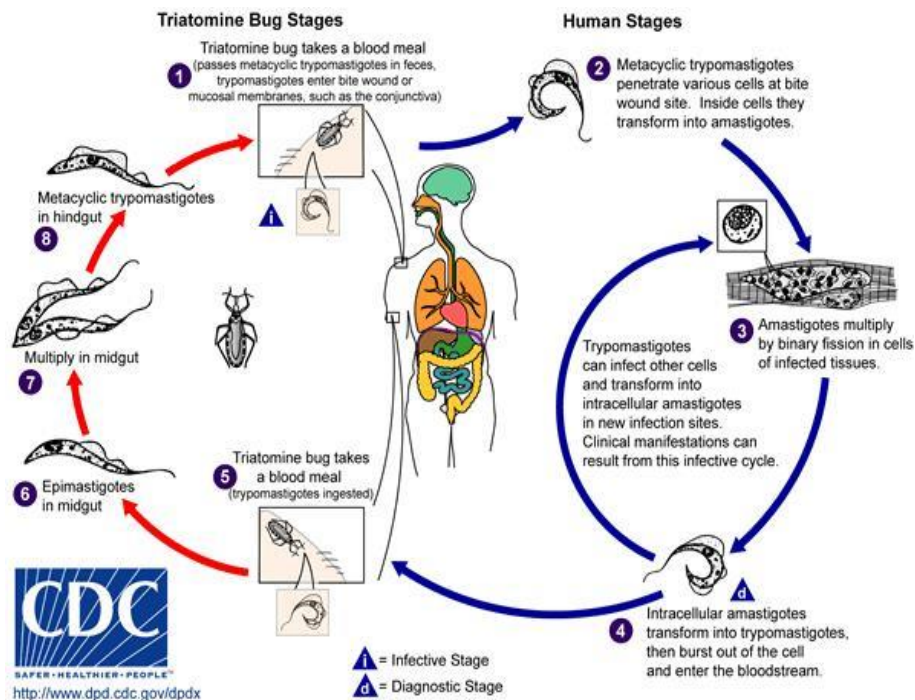 Triatomine Bug Stages
Human Stages
Triatomine bug takes a blood meal
(passes metacyclic trypomastigotes in feces,
trypomastigotes enter bite wound or
mucosal membranes, such as the conjunctiva)
1
i
2
Metacyclic trypomastigotes
penetrate various cells at bite
wound site. Inside cells they
transform into amastigotes.
3
Amastigotes multiply
by binary fission in cells
of infected tissues.
Trypomastigotes
can infect other cells
and transform into
intracellular amastigotes
in new infection sites.
Clinical manifestations can
result from this infective cycle.
d
4
Intracellular amastigotes
transform into trypomastigotes,
then burst out of the cell
and enter the bloodstream.
5
Triatomine bug takes
a blood meal
(trypomastigotes ingested)
6
Epimastigotes
in midgut
Multiply in midgut
7
Metacyclic trypomastigotes
in hindgut
8
i = Infective Stage
d = Diagnostic Stage
CDC
SAFER·HEALTHIER·PEOPLE™
http://www.dpd.cdc.gov/dpdx